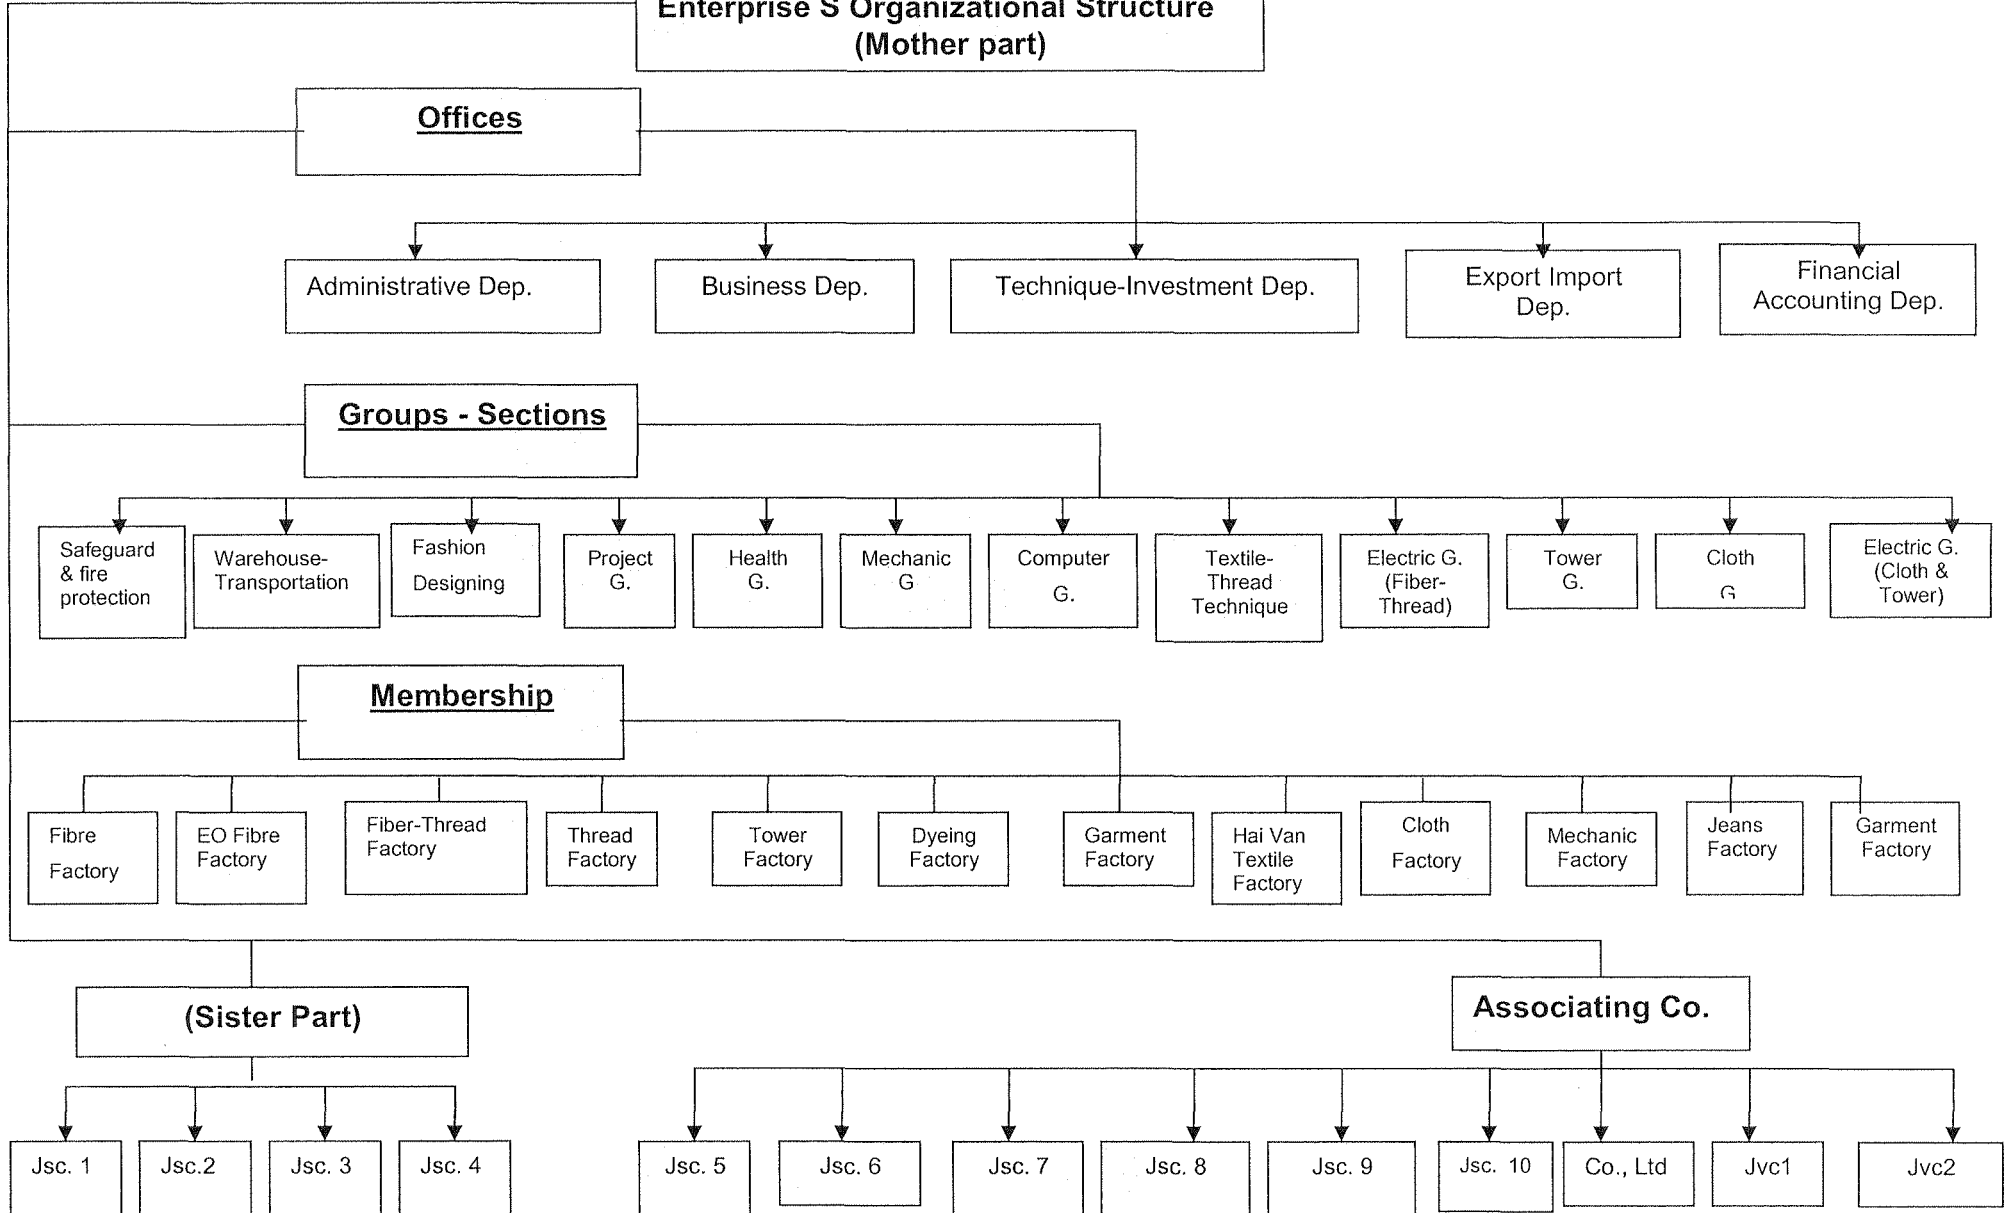 Enterprise S Organizational Structure
(Mother part)
Offices
Administrative Dep.
Business Dep.
Technique-Investment Dep.
Export Import
Dep.
Financial
Accounting Dep.
Groups - Sections
Safeguard
& fire
protection
Warehouse-
Transportation
Fashion
Designing
Project
G.
Health
G.
Mechanic
G
Computer
G.
Textile-
Thread
Technique
Electric G.
(Fiber-
Thread)
Tower
G.
Cloth
G
Electric G.
(Cloth &
Tower)
Membership
Fibre
Factory
EO Fibre
Factory
Fiber-Thread
Factory
Thread
Factory
Tower
Factory
Dyeing
Factory
Garment
Factory
Hai Van
Textile
Factory
Cloth
Factory
Mechanic
Factory
Jeans
Factory
Garment
Factory
(Sister Part)
Associating Co.
Jsc. 1
Jsc.2
Jsc. 3
Jsc. 4
Jsc. 5
Jsc. 6
Jsc. 7
Jsc. 8
Jsc. 9
Jsc. 10
Co., Ltd
Jvc1
Jvc2